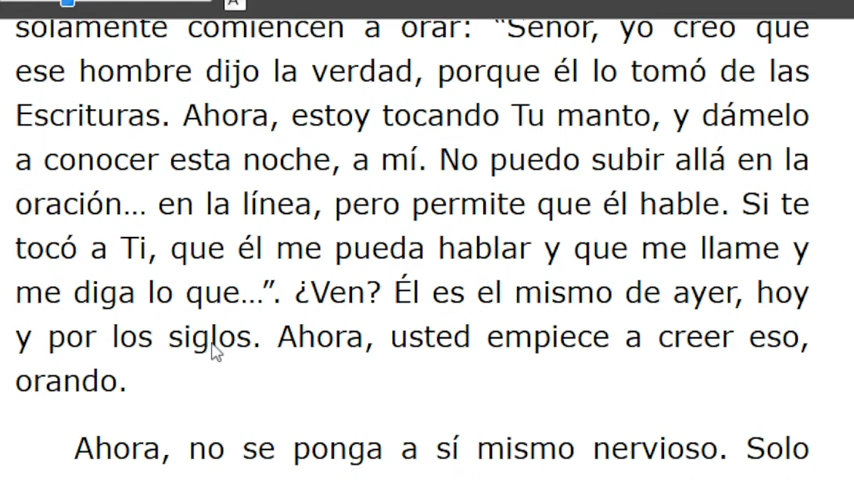 A
solamente comiencen a orar: “Señor, yo creo que
ese hombre dijo la verdad, porque él lo tomó de las
Escrituras. Ahora, estoy tocando Tu manto, y dámelo
a conocer esta noche, a mí. No puedo subir allá en la
oración... en la línea, pero permite que él hable. Si te
tocó a Ti, que él me pueda hablar y que me llame y
me diga lo que...”. ¿Ven? Él es el mismo de ayer, hoy
y por los siglos. Ahora, usted empiece a creer eso,
orando.
Ahora, no se ponga a sí mismo nervioso. Solo